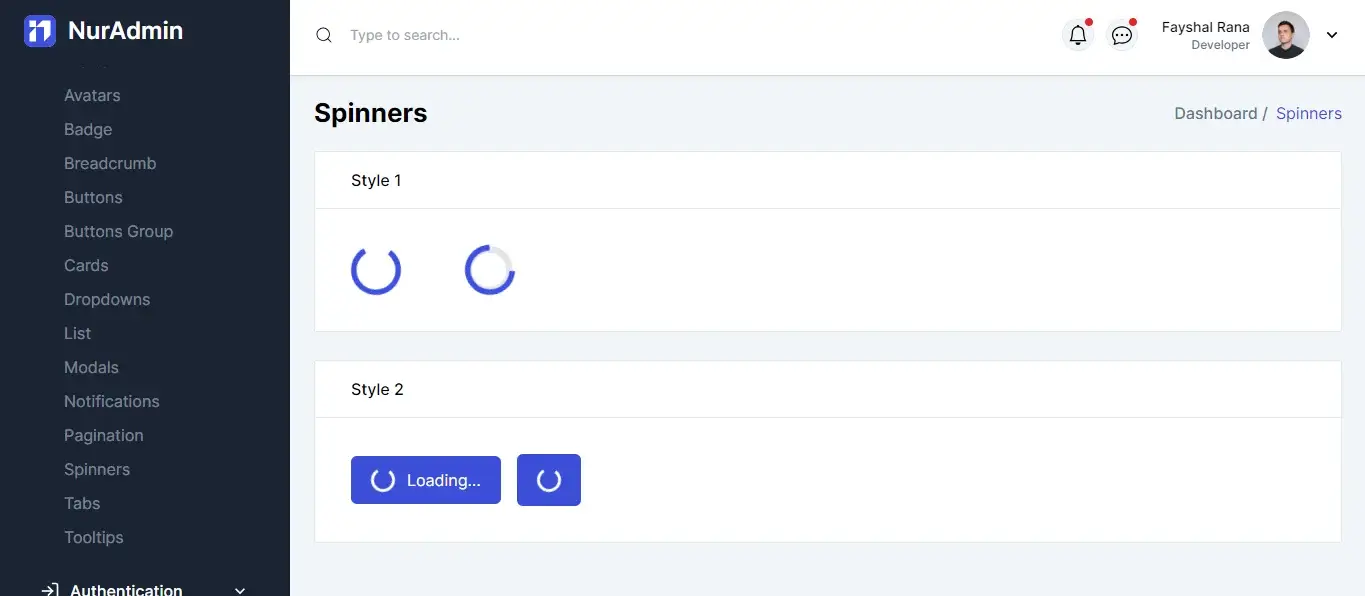 NurAdmin
Avatars
Badge
Breadcrumb
Buttons
Buttons Group
Cards
Dropdowns
List
Modals
Notifications
Pagination
Spinners
Tabs
Tooltips
Authentication
Type to search...
Fayshal Rana
Developer
Spinners
Dashboard / Spinners
Style 1
Style 2
Loading...